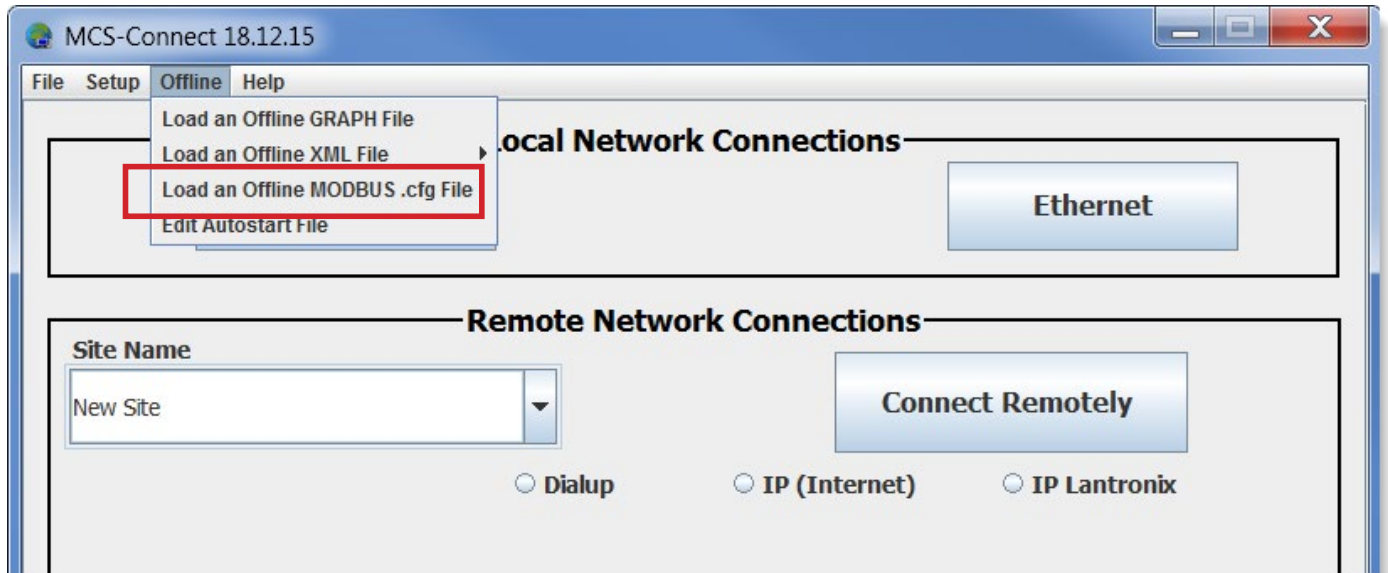 MCS-Connect 18.12.15
File Setup Offline Help
Load an Offline GRAPH File
Load an Offline XML File
Load an Offline MODBUS .cfg File
Edit Autostart File
Local Network Connections
Ethernet
Remote Network Connections
Site Name
New Site
Connect Remotely
Dialup IP (Internet) IP Lantronix